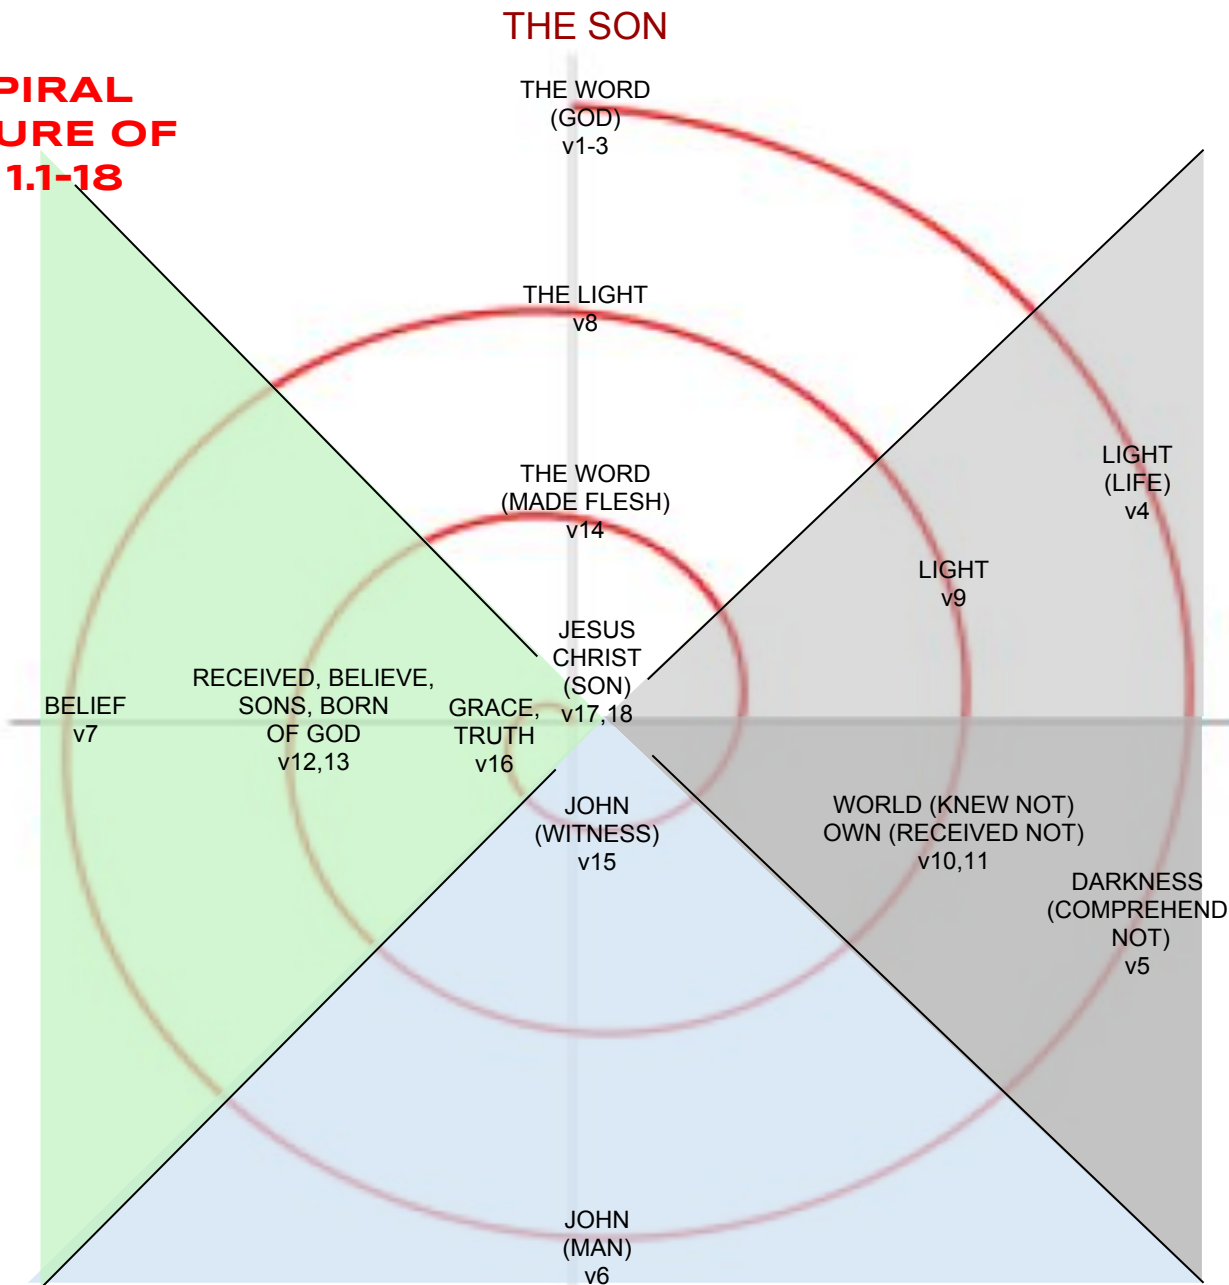 THE SON
PIRAL
URE OF
1.1-18
THE WORD
(GOD)
v1-3
THE LIGHT
v8
THE WORD
(MADE FLESH)
v14
LIGHT
(LIFE)
v4
LIGHT
v9
JESUS
CHRIST
(SON)
v17,18
BELIEF
v7
RECEIVED, BELIEVE,
SONS, BORN
OF GOD
v12,13
GRACE,
TRUTH
v16
JOHN
(WITNESS)
v15
WORLD (KNEW NOT)
OWN (RECEIVED NOT)
v10,11
DARKNESS
(COMPREHEND
NOT)
v5
JOHN
(MAN)
v6